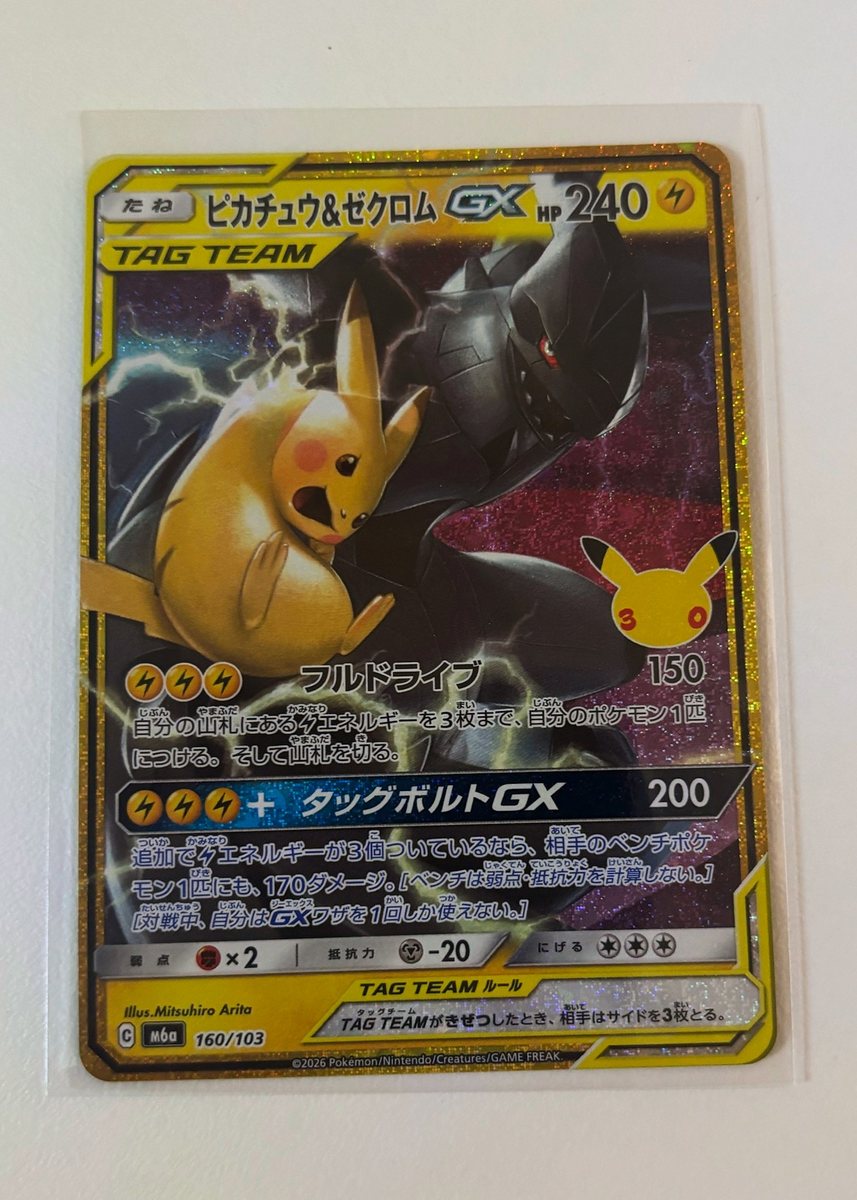 たね ピカチュウ&ゼクロムGX HP240
TAG TEAM
3 0
フルドライブ 150
自分の山札にあるエネルギーを3枚まで、自分のポケモン1匹
につける。そして山札を切る。
+ タッグボルトGX 200
追加でエネルギーが3個ついているなら、相手のベンチポケ
モン1匹にも、170ダメージ。[ベンチは弱点・抵抗力を計算しない。]
[対戦中、自分はGXワザを1回しか使えない。]
弱点 ×2 抵抗力 -20 にげる
TAG TEAM ルール
TAG TEAMがきぜつしたとき、相手はサイドを3枚とる。
Illus.Mitsuhiro Arita
C M6a 160/103
©2026 Pokémon/Nintendo/Creatures/GAME FREAK.